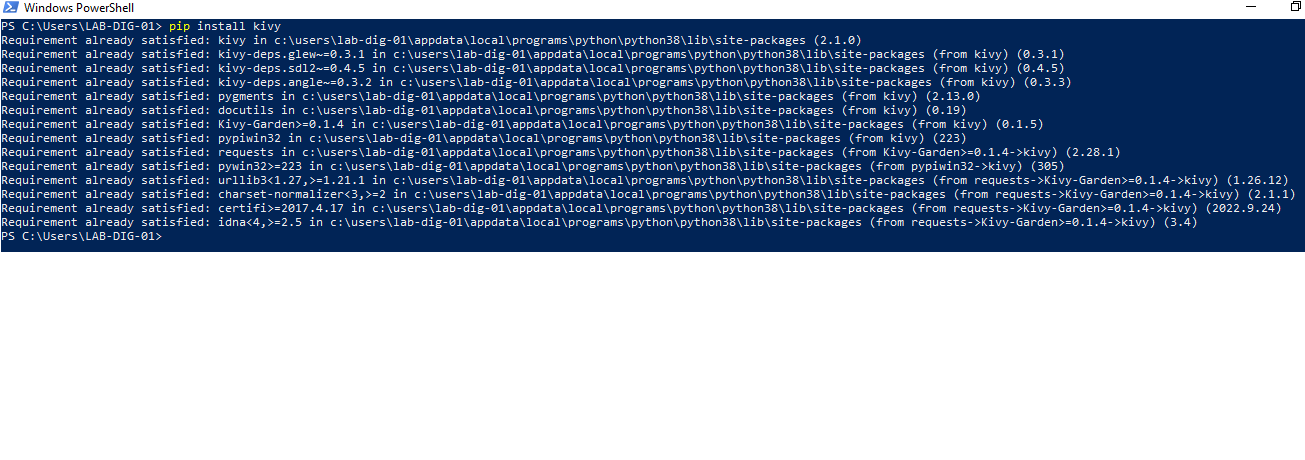 Windows PowerShell
PS C:\Users\LAB-DIG-01> pip install kivy
Requirement already satisfied: kivy in c:\users\lab-dig-01\appdata\local\programs\python\python38\lib\site-packages (2.1.0)
Requirement already satisfied: kivy-deps.glew~=0.3.1 in c:\users\lab-dig-01\appdata\local\programs\python\python38\lib\site-packages (from kivy) (0.3.1)
Requirement already satisfied: kivy-deps.sdl2~=0.4.5 in c:\users\lab-dig-01\appdata\local\programs\python\python38\lib\site-packages (from kivy) (0.4.5)
Requirement already satisfied: kivy-deps.angle~=0.3.2 in c:\users\lab-dig-01\appdata\local\programs\python\python38\lib\site-packages (from kivy) (0.3.3)
Requirement already satisfied: pygments in c:\users\lab-dig-01\appdata\local\programs\python\python38\lib\site-packages (from kivy) (2.13.0)
Requirement already satisfied: docutils in c:\users\lab-dig-01\appdata\local\programs\python\python38\lib\site-packages (from kivy) (0.19)
Requirement already satisfied: Kivy-Garden>=0.1.4 in c:\users\lab-dig-01\appdata\local\programs\python\python38\lib\site-packages (from kivy) (0.1.5)
Requirement already satisfied: pypiwin32 in c:\users\lab-dig-01\appdata\local\programs\python\python38\lib\site-packages (from kivy) (223)
Requirement already satisfied: requests in c:\users\lab-dig-01\appdata\local\programs\python\python38\lib\site-packages (from Kivy-Garden>=0.1.4->kivy) (2.28.1)
Requirement already satisfied: pywin32>=223 in c:\users\lab-dig-01\appdata\local\programs\python\python38\lib\site-packages (from pypiwin32->kivy) (305)
Requirement already satisfied: urllib3<1.27,>=1.21.1 in c:\users\lab-dig-01\appdata\local\programs\python\python38\lib\site-packages (from requests->Kivy-Garden>=0.1.4->kivy) (1.26.12)
Requirement already satisfied: charset-normalizer<3,>=2 in c:\users\lab-dig-01\appdata\local\programs\python\python38\lib\site-packages (from requests->Kivy-Garden>=0.1.4->kivy) (2.1.1)
Requirement already satisfied: certifi>=2017.4.17 in c:\users\lab-dig-01\appdata\local\programs\python\python38\lib\site-packages (from requests->Kivy-Garden>=0.1.4->kivy) (2022.9.24)
Requirement already satisfied: idna<4,>=2.5 in c:\users\lab-dig-01\appdata\local\programs\python\python38\lib\site-packages (from requests->Kivy-Garden>=0.1.4->kivy) (3.4)
PS C:\Users\LAB-DIG-01>